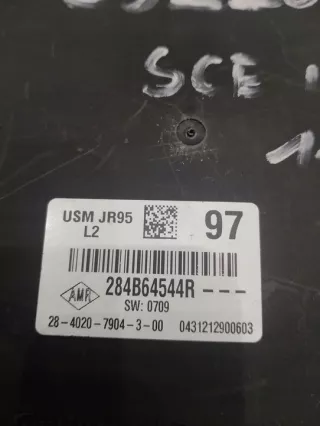 SCE
USM JR95
L2
97
AMR
284B64544R---
SW: 0709
28-4020-7904-3-00 0431212900603